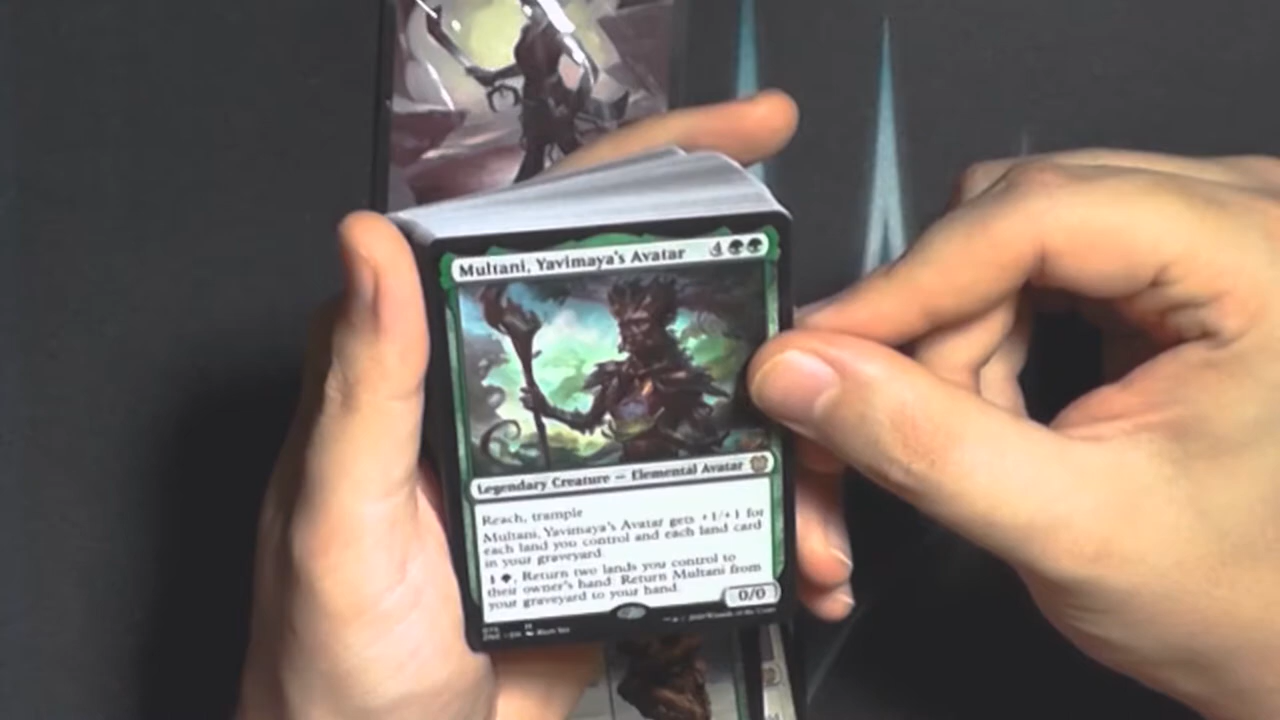 Multani, Yavimaya's Avatar 4
Legendary Creature — Elemental Avatar
Reach, trample
Multani, Yavimaya's Avatar gets +1/+1 for
each land you control and each land card
in your graveyard.
1 , Return two lands you control to
their owner's hand: Return Multani from
your graveyard to your hand.
0/0